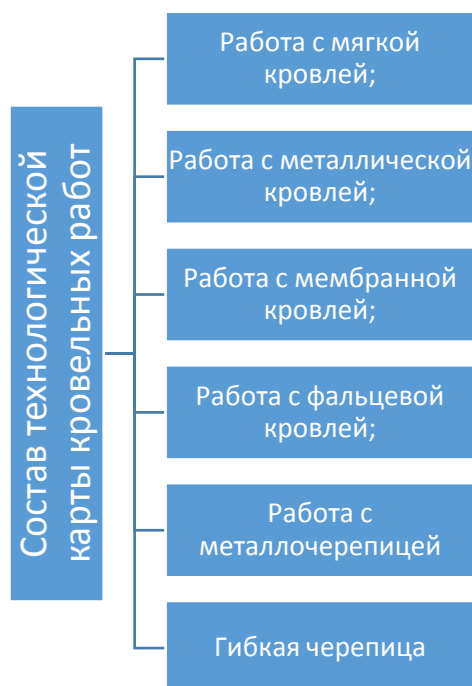 Состав технологической
карты кровельных работ
Работа с мягкой
кровлей;
Работа с металлической
кровлей;
Работа с мембранной
кровлей;
Работа с фальцевой
кровлей;
Работа с
металлочерепицей
Гибкая черепица